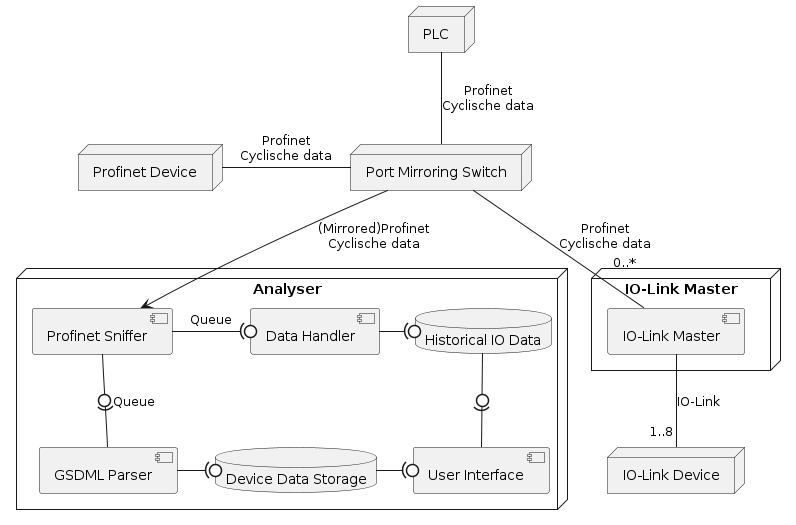 PLC
Profinet
Cyclische data
Profinet
Cyclische data
Profinet Device
Port Mirroring Switch
(Mirrored)Profinet
Cyclische data
Profinet
Cyclische data
0..*
Analyser
IO-Link Master
Profinet Sniffer
Queue
Data Handler
Historical IO Data
IO-Link Master
Queue
IO-Link
1..8
GSDML Parser
Device Data Storage
User Interface
IO-Link Device